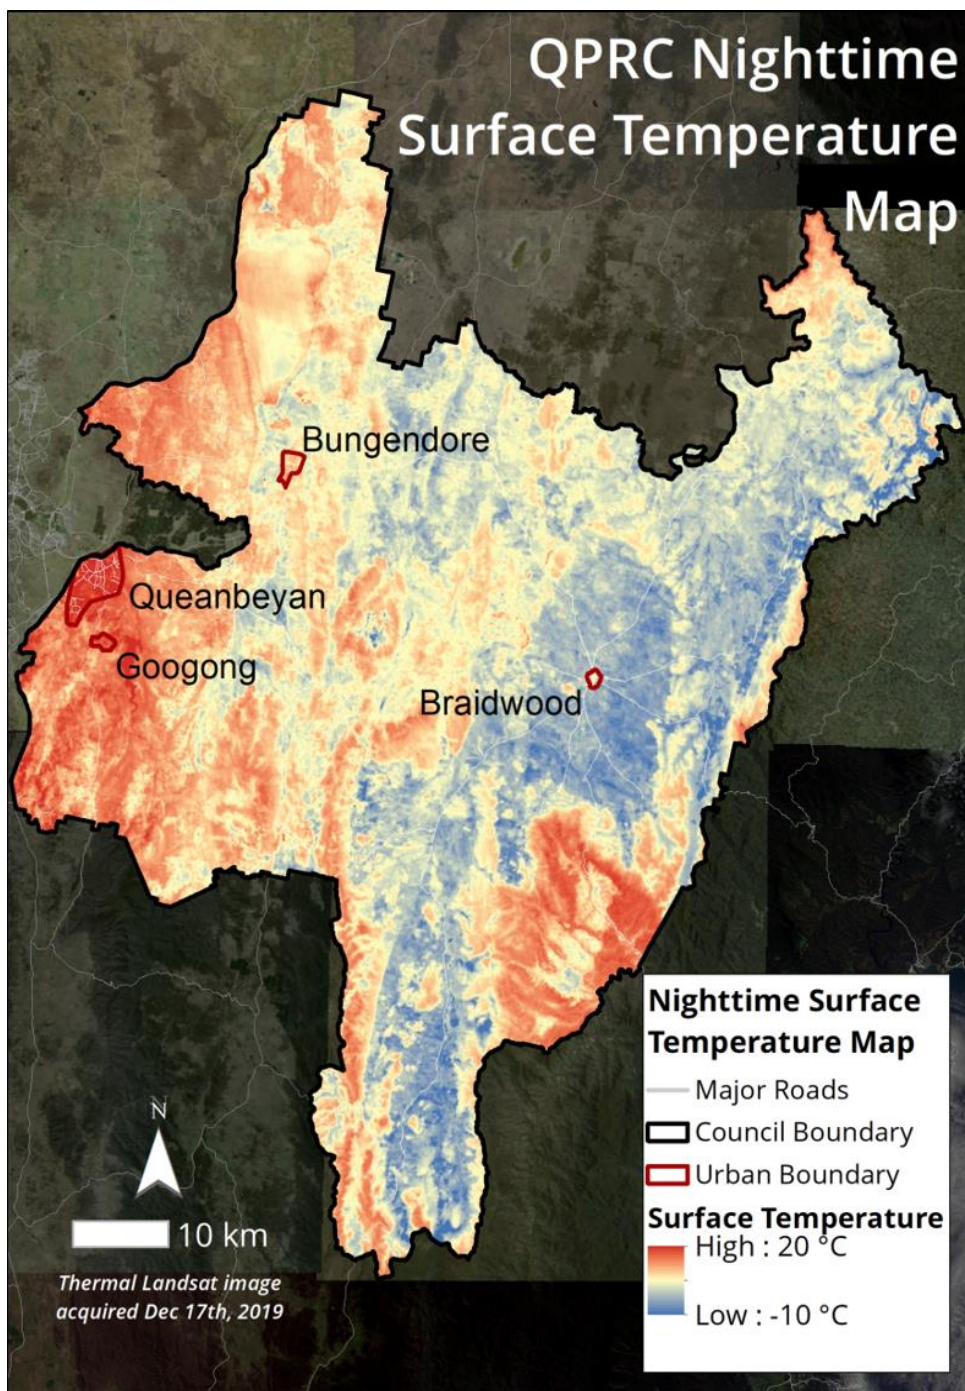 QPRC Nighttime
Surface Temperature
Map
Bungendore
Queanbeyan
Googong
Braidwood
N
10 km
Thermal Landsat image
acquired Dec 17th, 2019
Nighttime Surface
Temperature Map
Major Roads
Council Boundary
Urban Boundary
Surface Temperature
High : 20 °C
Low : -10 °C